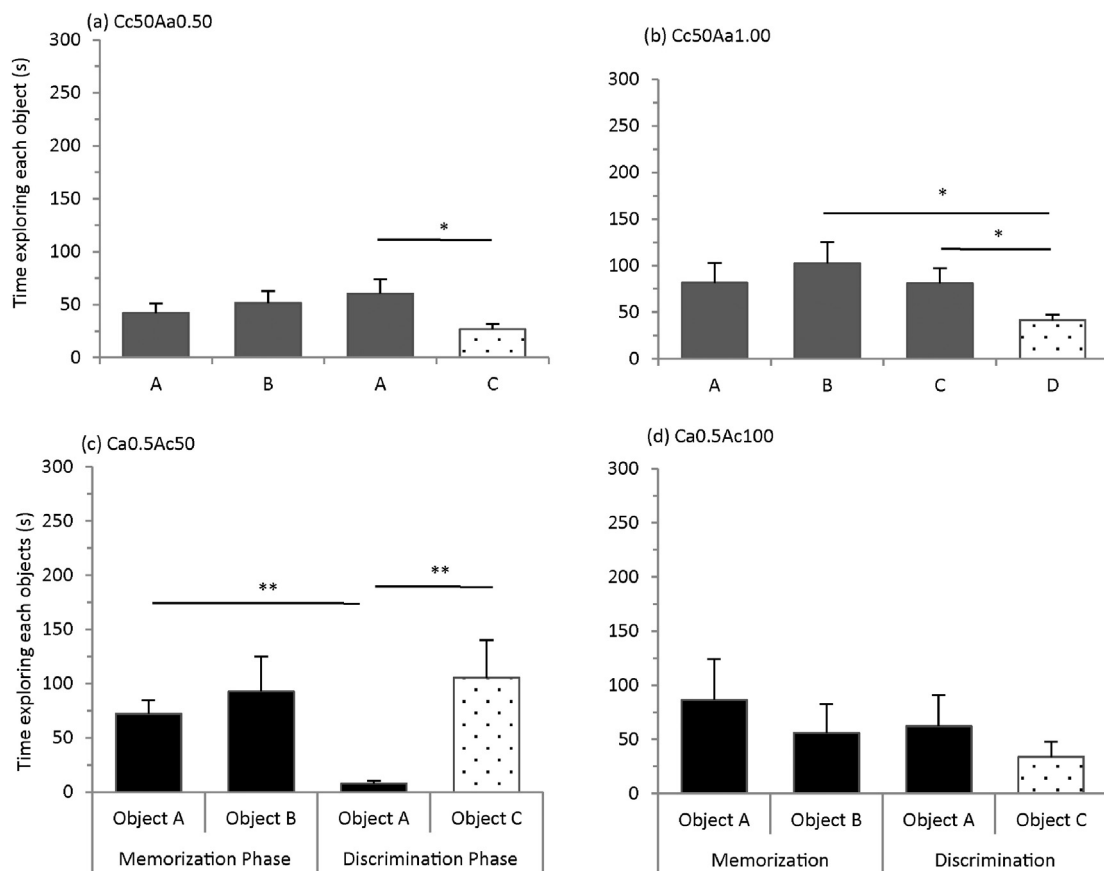 (a) Cc50Aa0.50
Time exploring each object (s)
300
250
200
150
100
50
0
*
A B A C
(b) Cc50Aa1.00
300
250
200
150
100
50
0
*
*
A B C D
(c) Ca0.5Ac50
Time exploring each objects (s)
300
250
200
150
100
50
0
**
**
Object A Object B Object A Object C
Memorization Phase Discrimination Phase
(d) Ca0.5Ac100
300
250
200
150
100
50
0
Object A Object B Object A Object C
Memorization Discrimination